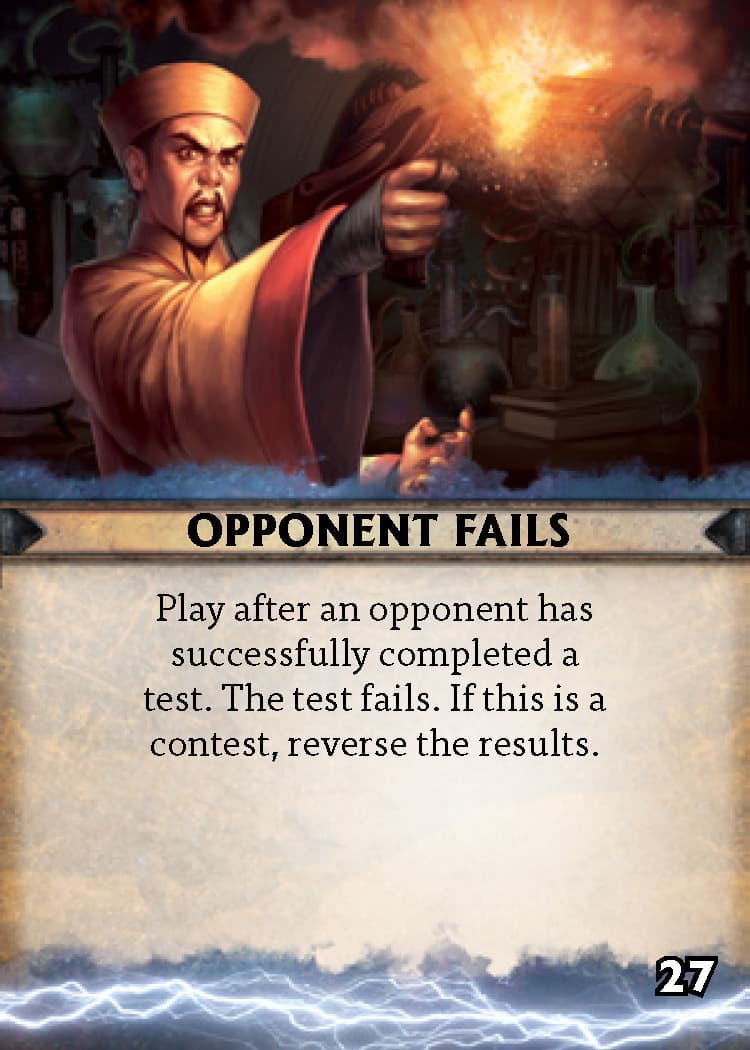 OPPONENT FAILS
Play after an opponent has
successfully completed a
test. The test fails. If this is a
contest, reverse the results.
27